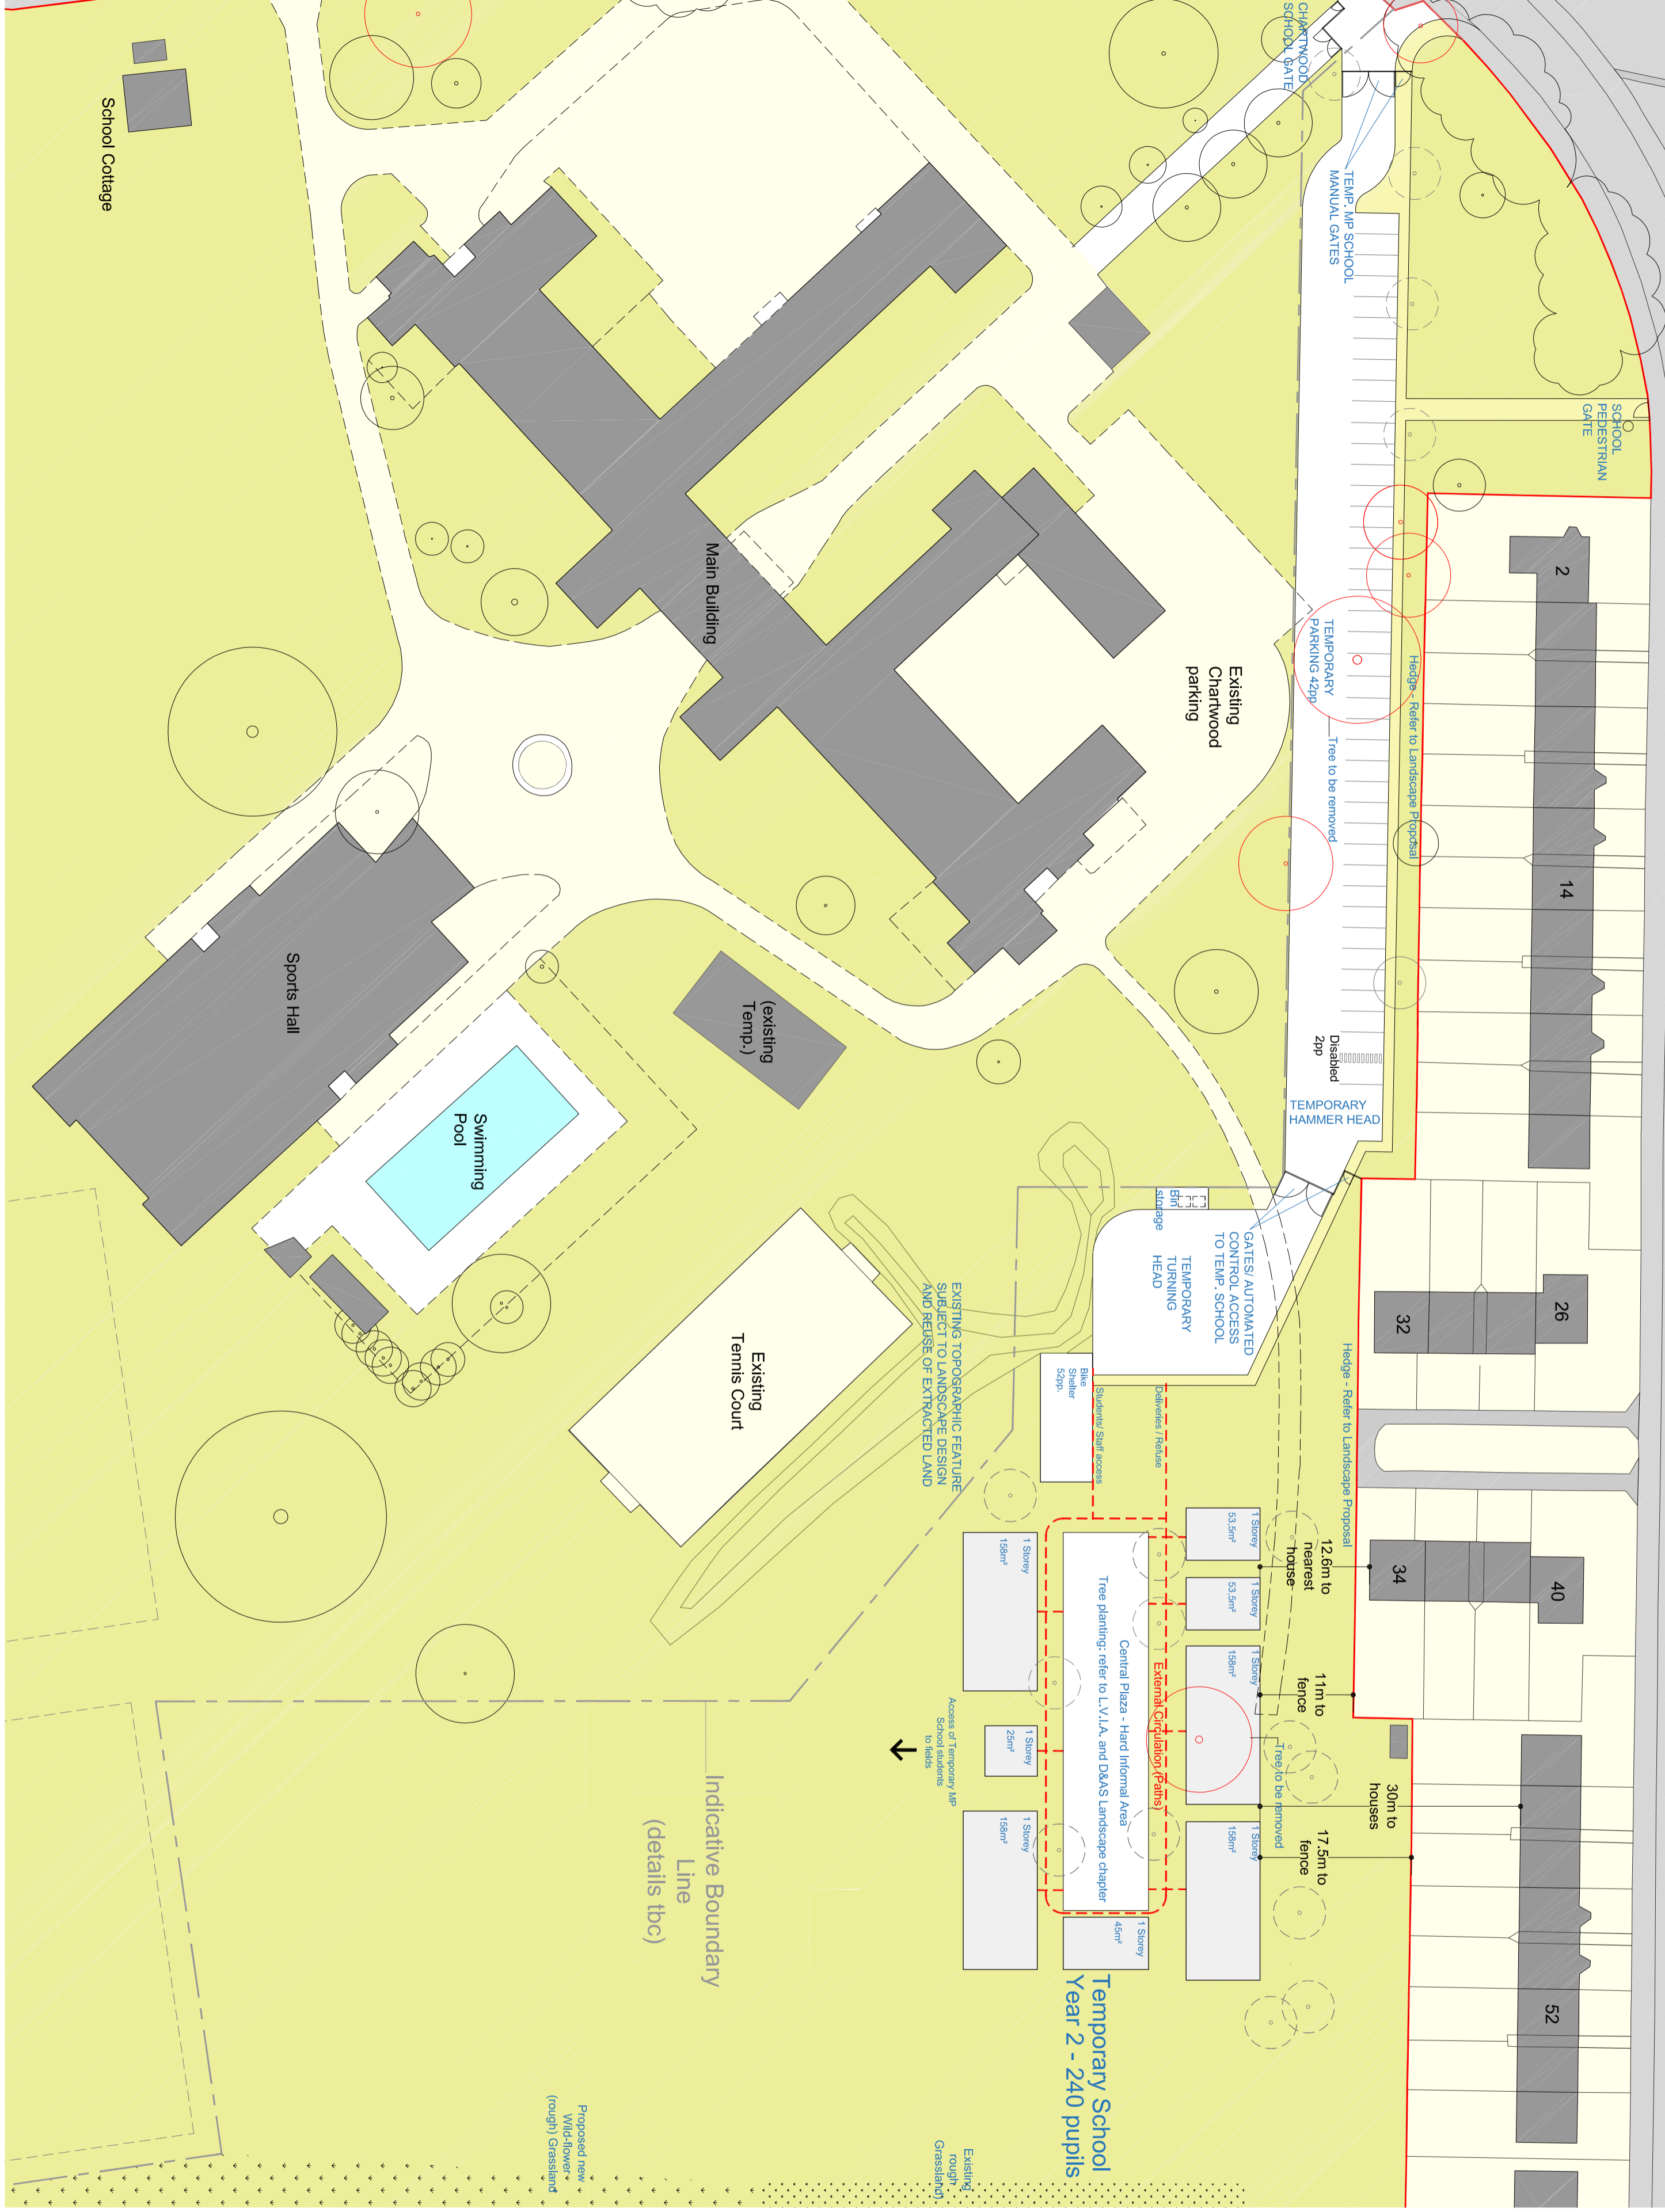 CHARTWOOD
SCHOOL GATE
TEMP. MP SCHOOL
MANUAL GATES
SCHOOL
PEDESTRIAN
GATE
School Cottage
Main Building
Existing
Chartwood
parking
TEMPORARY
PARKING 42pp
Tree to be removed
Hedge - Refer to Landscape Proposal
2
14
Disabled
2pp
TEMPORARY
HAMMER HEAD
Sports Hall
Swimming
Pool
(existing
Temp.)
Bin
storage
GATES/ AUTOMATED
CONTROL ACCESS
TO TEMP. SCHOOL
TEMPORARY
TURNING
HEAD
26
32
Hedge - Refer to Landscape Proposal
EXISTING TOPOGRAPHIC FEATURE
SUBJECT TO LANDSCAPE DESIGN
AND REUSE OF EXTRACTED LAND
Existing
Tennis Court
Bike
Shelter
52pp.
Students/ Staff access
Deliveries / Refuse
34
40
12.6m to
nearest
house
11m to
fence
30m to
houses
17.5m to
fence
1 Storey
53,5m²
1 Storey
53,5m²
1 Storey
158m²
Tree to be removed
1 Storey
158m²
External Circulation (Paths)
Central Plaza - Hard Informal Area
Tree planting: refer to L.V.I.A. and D&AS Landscape chapter
1 Storey
158m²
1 Storey
25m²
1 Storey
158m²
1 Storey
45m²
Access of Temporary MP
School students
to fields
Indicative Boundary
Line
(details tbc)
52
Temporary School
Year 2 - 240 pupils
Proposed new
Wild-flower
(rough) Grassland
Existing
rough
Grassland)